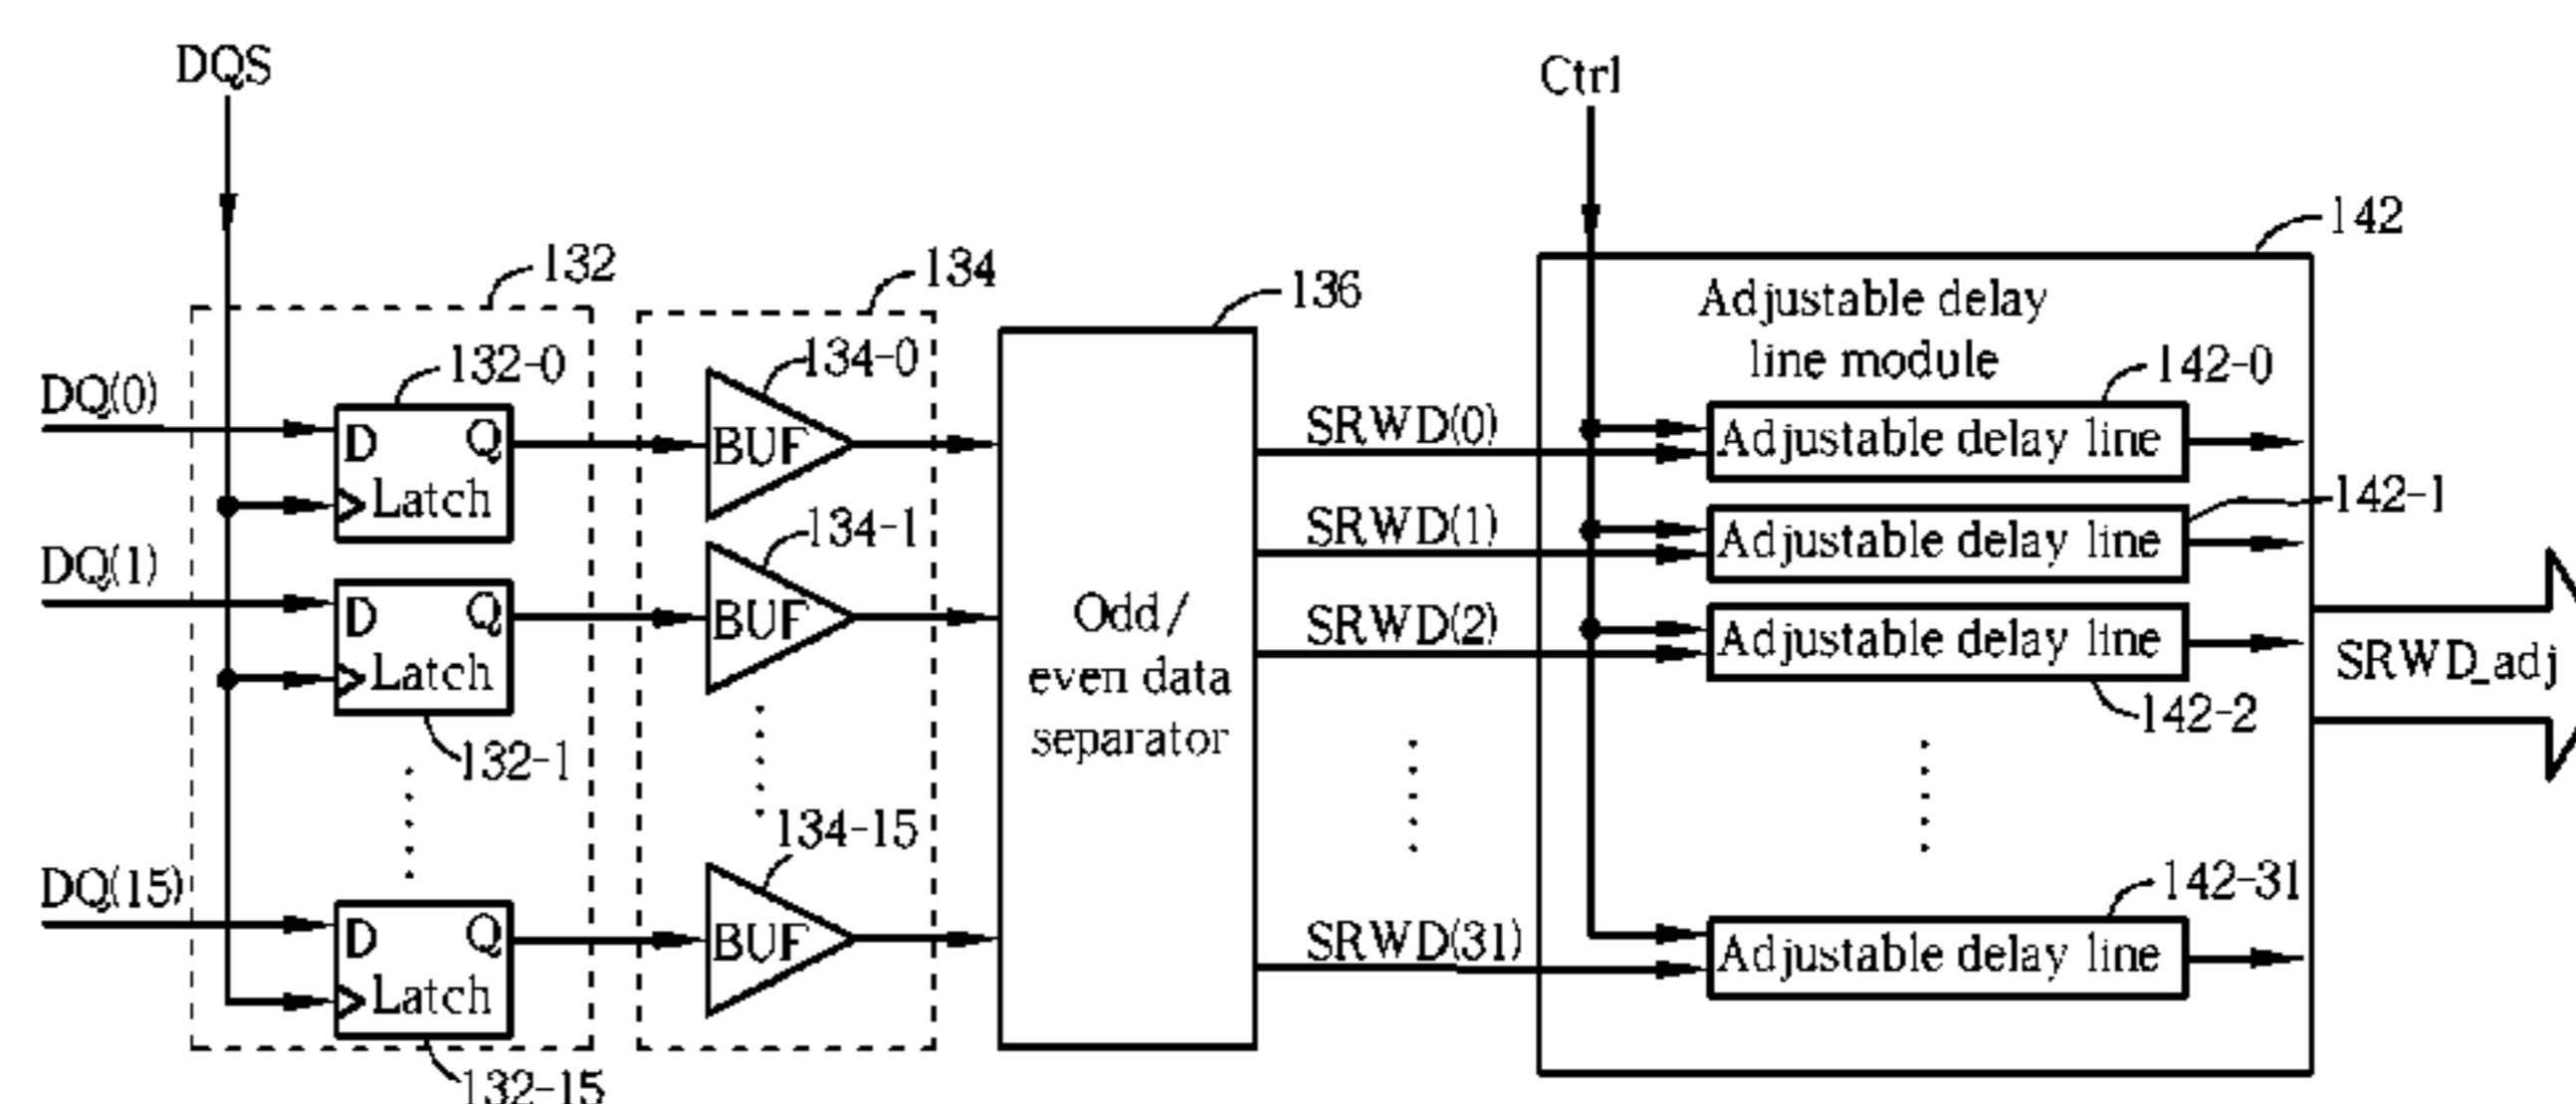 DQS
Ctrl
142
132
134
136
Adjustable delay
line module
132-0
134-0
142-0
DQ(0)
D
Q
Latch
BUF
SRWD(0)
Adjustable delay line
134-1
142-1
DQ(1)
D
Q
Latch
BUF
SRWD(1)
Adjustable delay line
Odd/
even data
separator
SRWD(2)
Adjustable delay line
SRWD_adj
132-1
142-2
134-15
DQ(15)
D
Q
Latch
BUF
SRWD(31)
142-31
Adjustable delay line
132-15